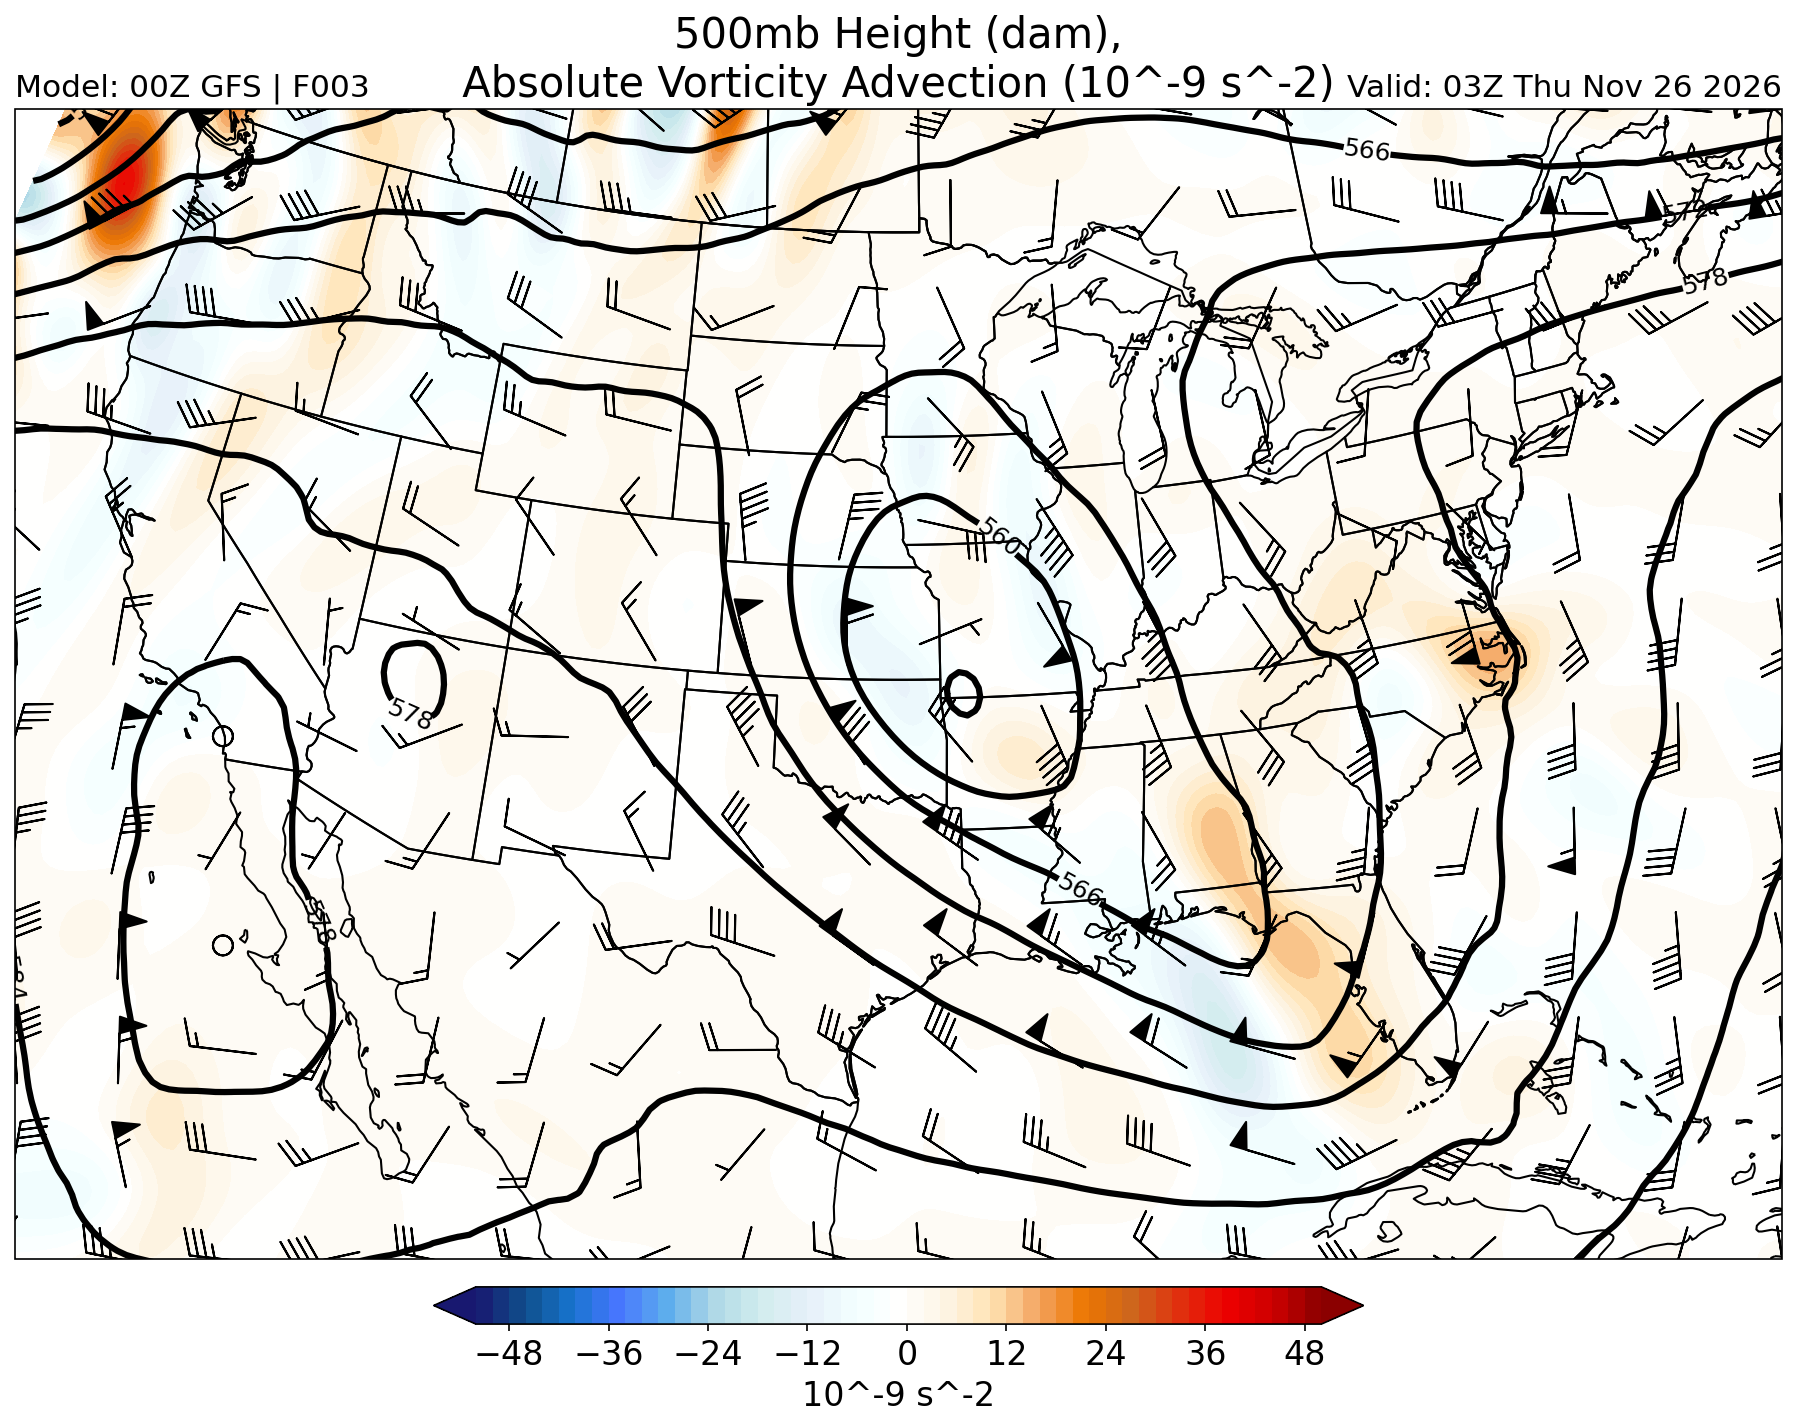 500mb Height (dam),
Model: 00Z GFS | F003
Absolute Vorticity Advection (10^-9 s^-2)
Valid: 03Z Thu Nov 26 2026
566
572
578
560
578
566
−48 −36 −24 −12 0 12 24 36 48
10^-9 s^-2